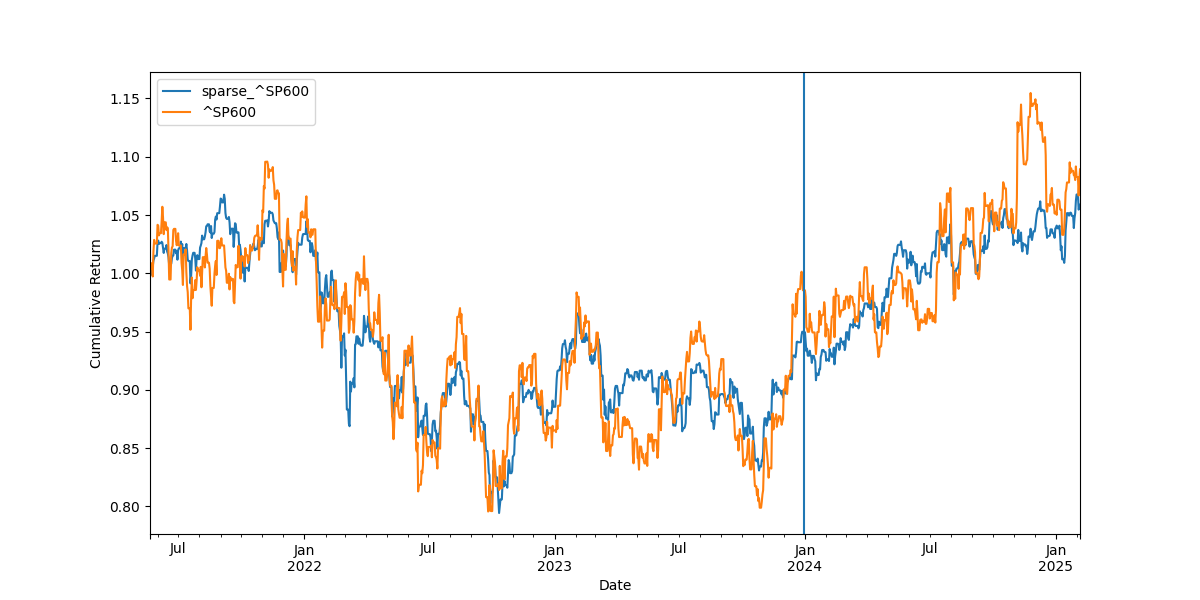 sparse_^SP600
^SP600
1.15
1.10
1.05
1.00
0.95
0.90
0.85
0.80
Cumulative Return
Jul Jan Jul Jan Jul Jan Jul Jan
2022 2023 2024 2025
Date